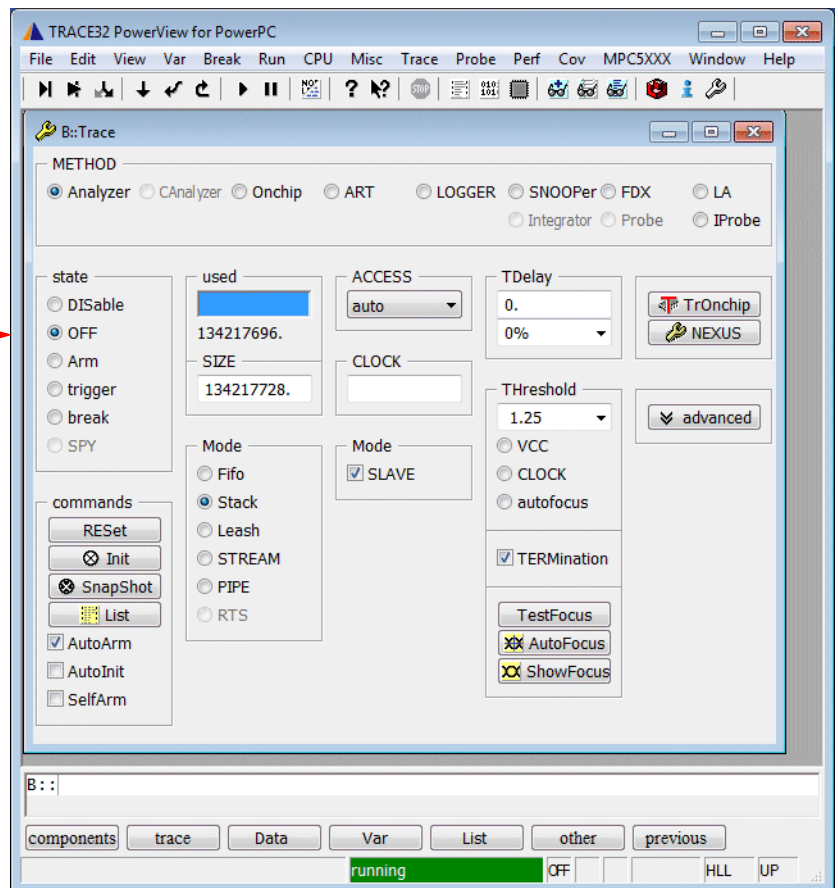 TRACE32 PowerView for PowerPC
File Edit View Var Break Run CPU Misc Trace Probe Perf Cov MPC5XXX Window Help
B::Trace
METHOD
Analyzer CAnalyzer Onchip ART LOGGER SNOOPer FDX LA
Integrator Probe IProbe
state
DISable
OFF
Arm
trigger
break
SPY
commands
RESet
Init
SnapShot
List
AutoArm
AutoInit
SelfArm
used
134217696.
SIZE
134217728.
Mode
Fifo
Stack
Leash
STREAM
PIPE
RTS
ACCESS
auto
CLOCK
Mode
SLAVE
TDelay
0.
0%
THreshold
1.25
VCC
CLOCK
autofocus
TERMination
TestFocus
AutoFocus
ShowFocus
TrOnchip
NEXUS
advanced
B::
components trace Data Var List other previous
running OFF HLL UP